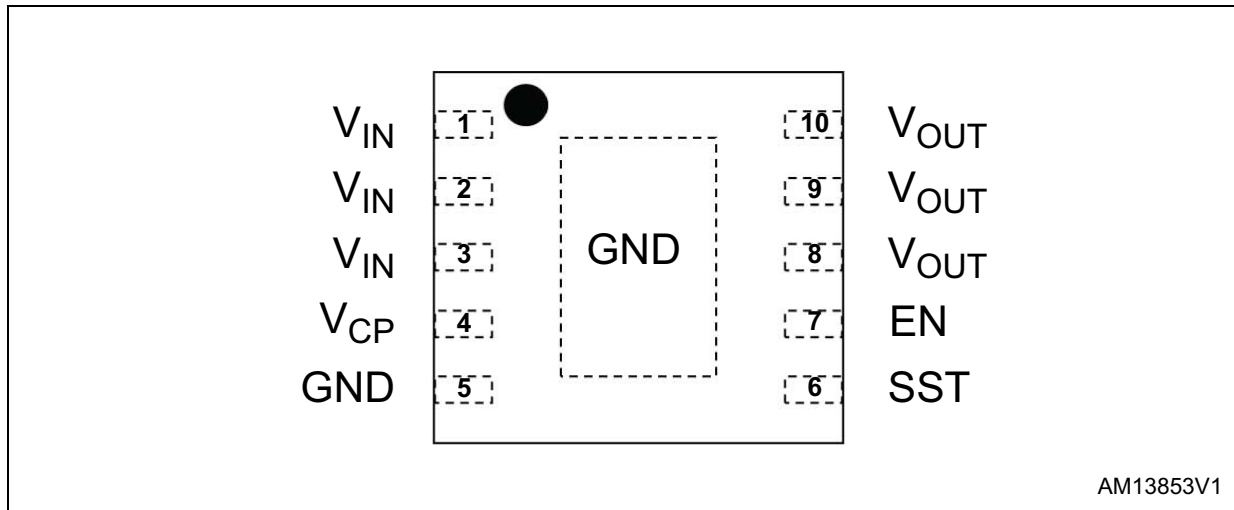 V_IN 1 10 V_OUT
V_IN 2 9 V_OUT
V_IN 3 GND 8 V_OUT
V_CP 4 7 EN
GND 5 6 SST
AM13853V1